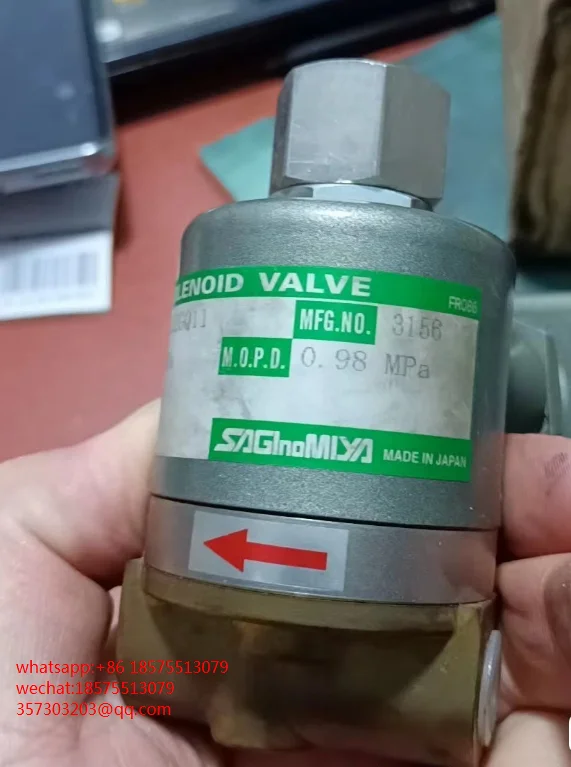 LENOID VALVE
FR086
MFG.NO. 3156
M.O.P.D. 0.98 MPa
SAGInoMIYA MADE IN JAPAN
whatsapp:+86 18575513079
wechat:18575513079
357303203@qq.com